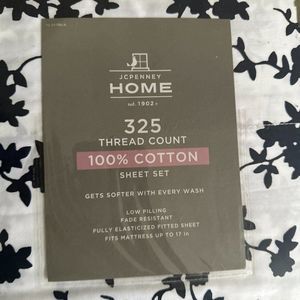 JCPENNEY
HOME
est. 1902
325
THREAD COUNT
100% COTTON
SHEET SET
GETS SOFTER WITH EVERY WASH
LOW PILLING
FADE RESISTANT
FULLY ELASTICIZED FITTED SHEET
FITS MATTRESS UP TO 17 in